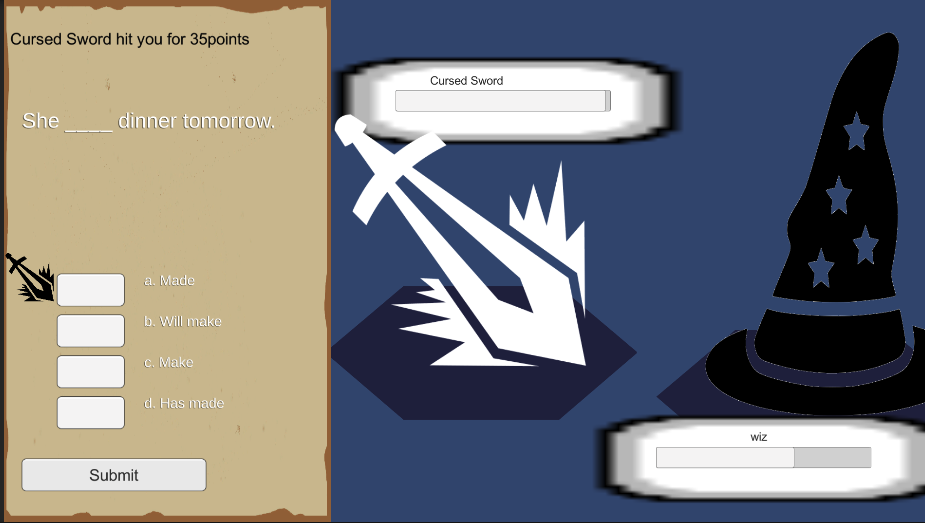 Cursed Sword hit you for 35points
She ____ dinner tomorrow.
a. Made
b. Will make
c. Make
d. Has made
Submit
Cursed Sword
wiz